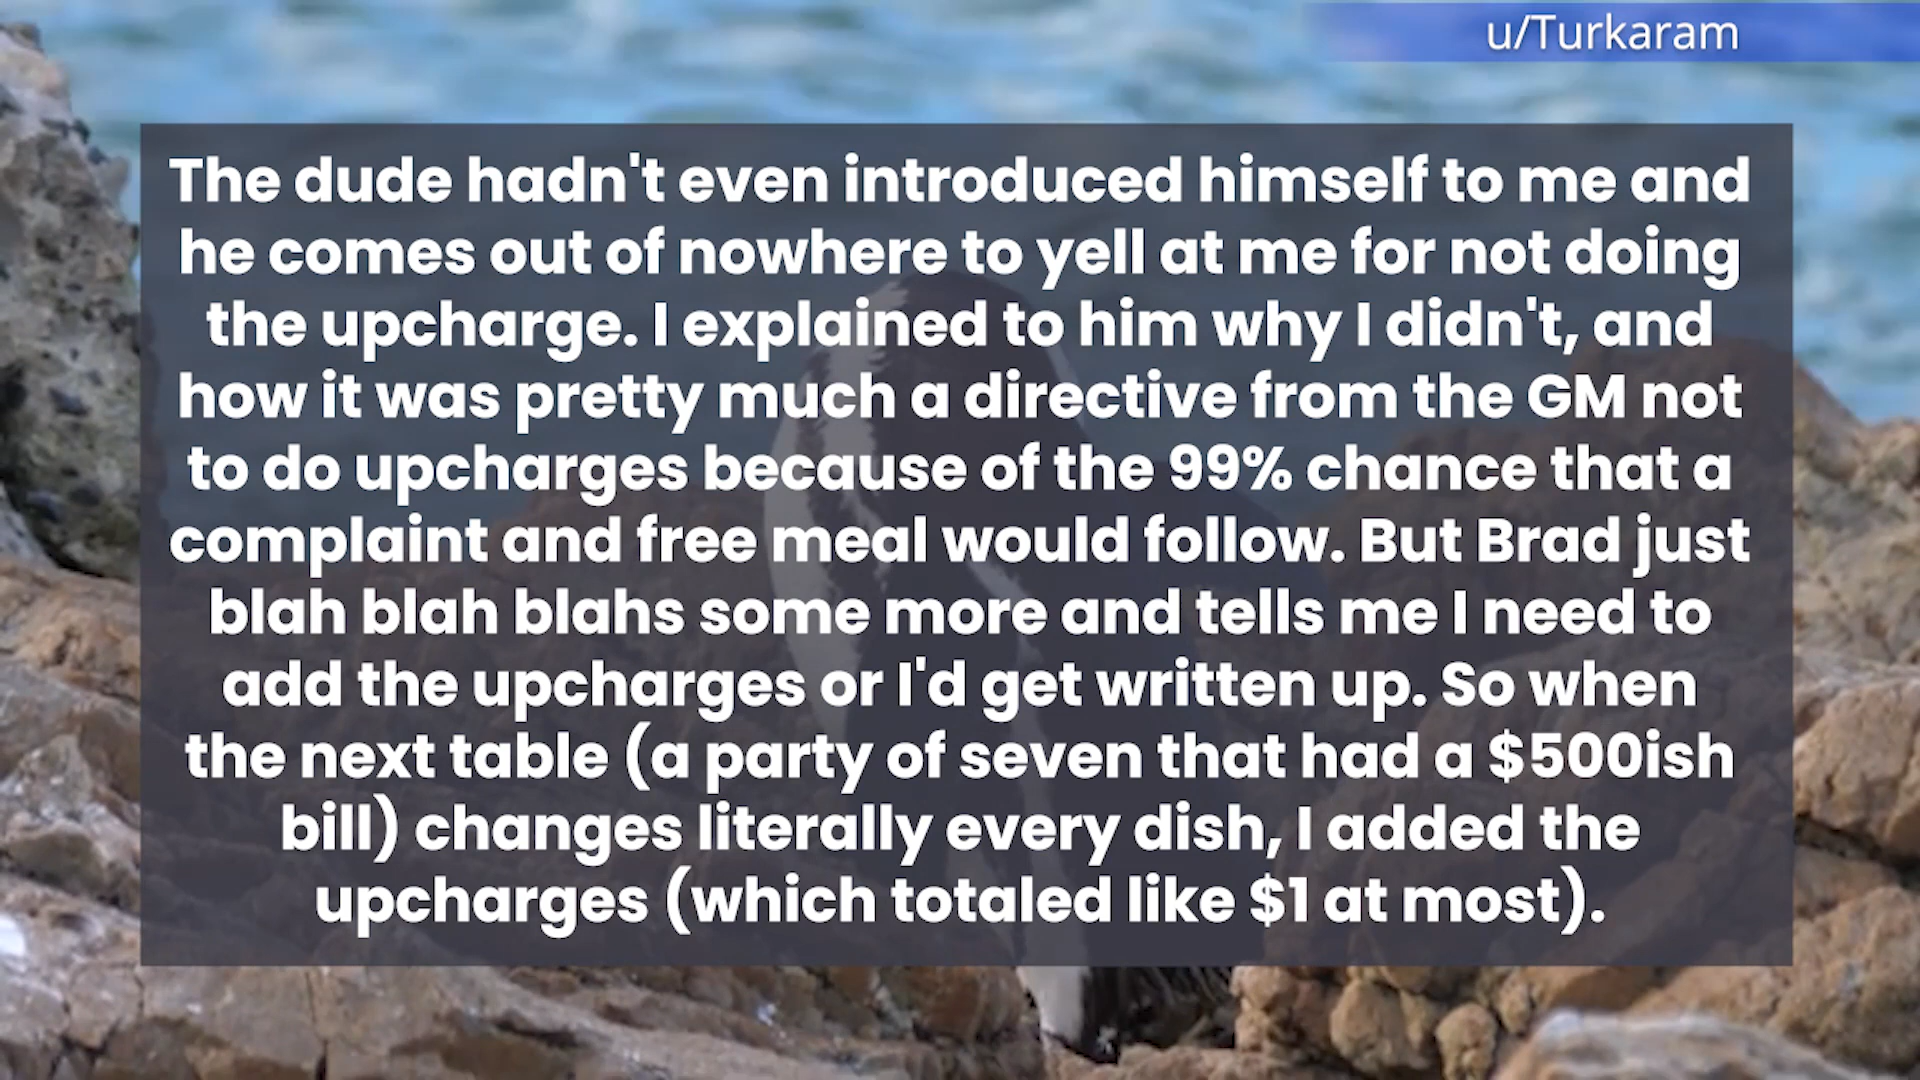 u/Turkaram
The dude hadn't even introduced himself to me and
he comes out of nowhere to yell at me for not doing
the upcharge. I explained to him why I didn't, and
how it was pretty much a directive from the GM not
to do upcharges because of the 99% chance that a
complaint and free meal would follow. But Brad just
blah blah blahs some more and tells me I need to
add the upcharges or I'd get written up. So when
the next table (a party of seven that had a $500ish
bill) changes literally every dish, I added the
upcharges (which totaled like $1 at most).